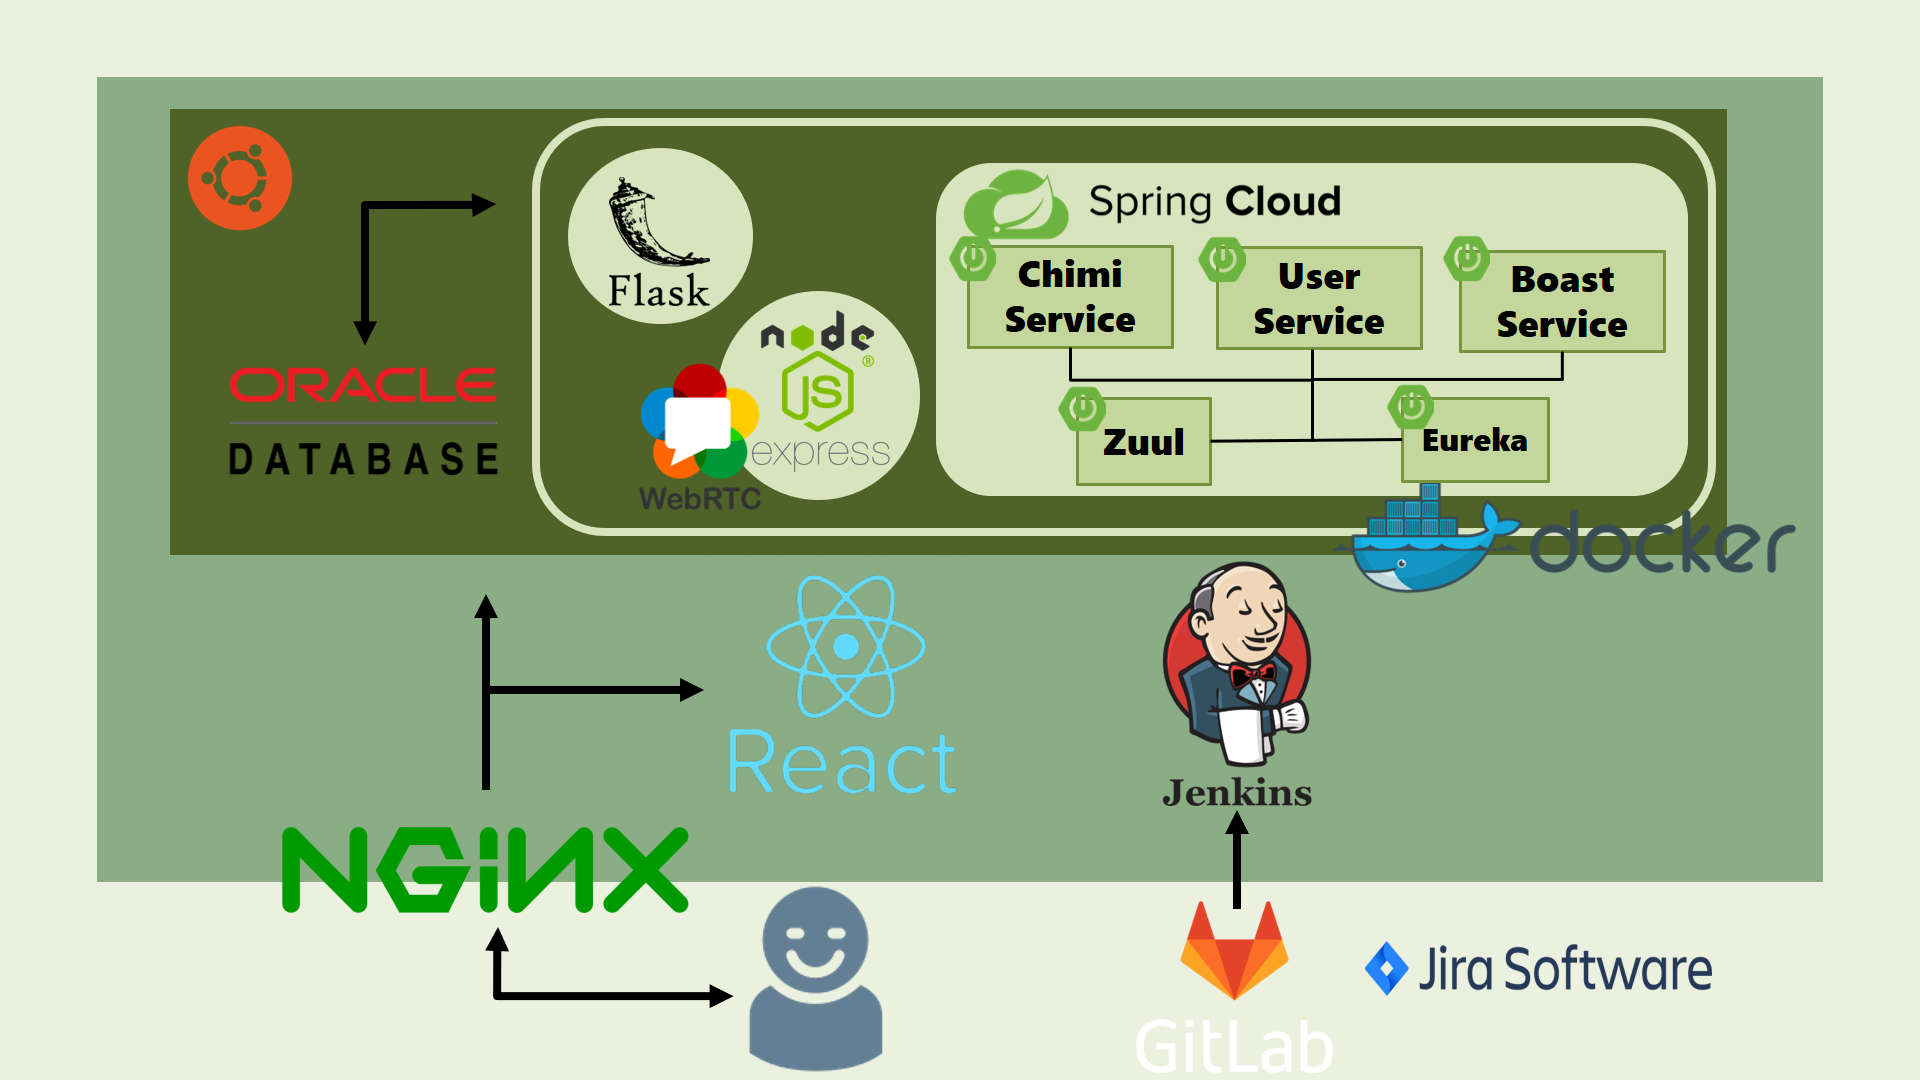 Spring Cloud
Chimi
Service
User
Service
Boast
Service
Flask
node
JS
®
express
WebRTC
Zuul
Eureka
ORACLE
DATABASE
docker
React
Jenkins
NGINX
GitLab
Jira Software